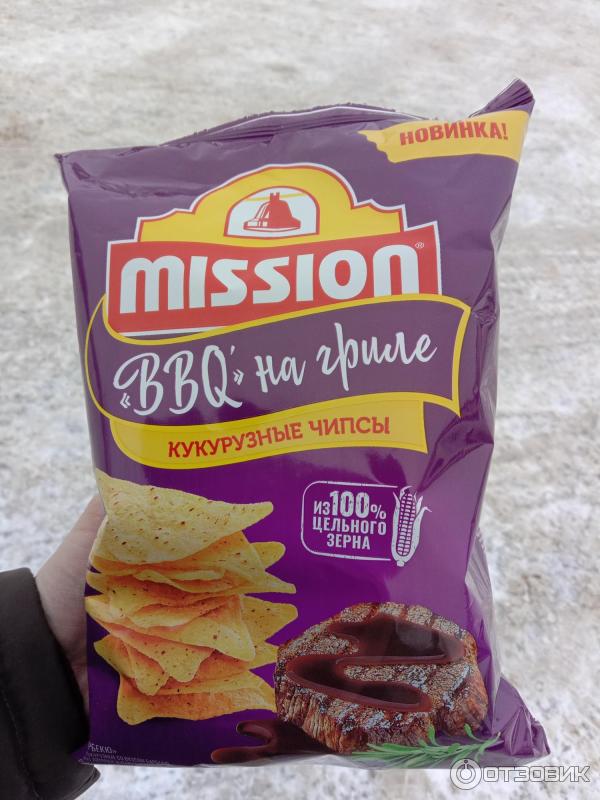 НОВИНКА!
MISSION®
«BBQ'» на гриле
КУКУРУЗНЫЕ ЧИПСЫ
ИЗ 100%
ЦЕЛЬНОГО
ЗЕРНА
ОТЗОВИК